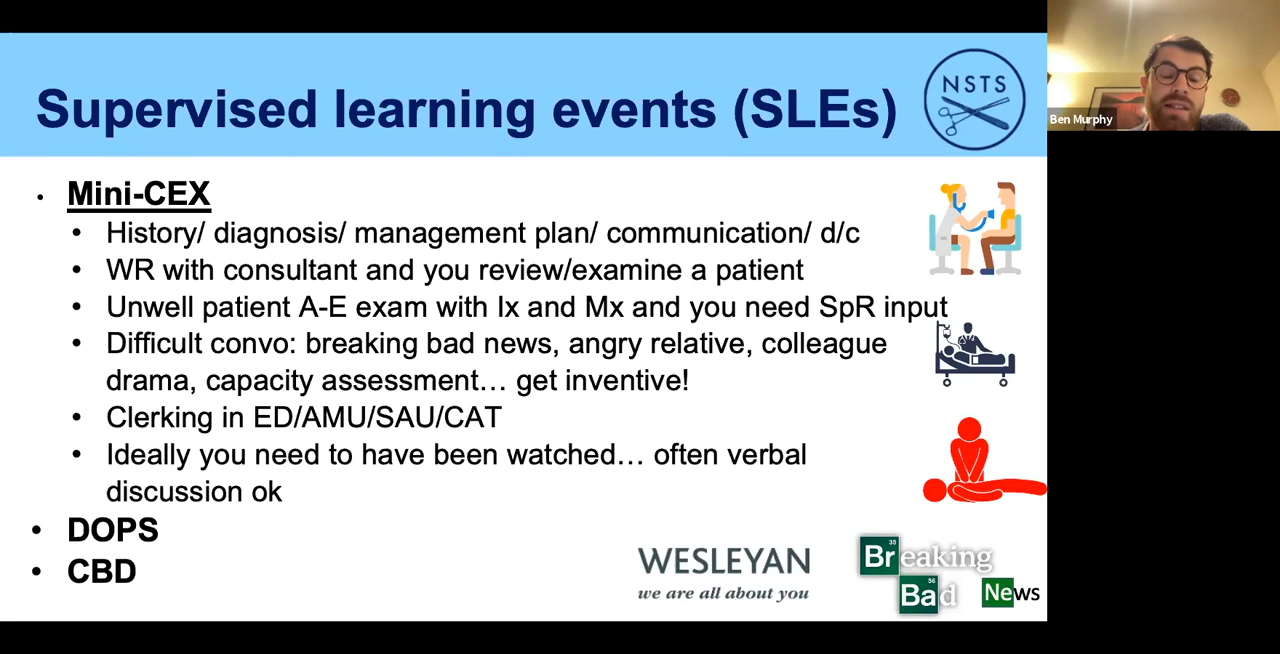 Supervised learning events (SLEs)
NSTS
Ben Murphy
• Mini-CEX
• History/ diagnosis/ management plan/ communication/ d/c
• WR with consultant and you review/examine a patient
• Unwell patient A-E exam with Ix and Mx and you need SpR input
• Difficult convo: breaking bad news, angry relative, colleague
drama, capacity assessment… get inventive!
• Clerking in ED/AMU/SAU/CAT
• Ideally you need to have been watched… often verbal
discussion ok
• DOPS
• CBD
WESLEYAN
we are all about you
35
Breaking
56
Bad
News